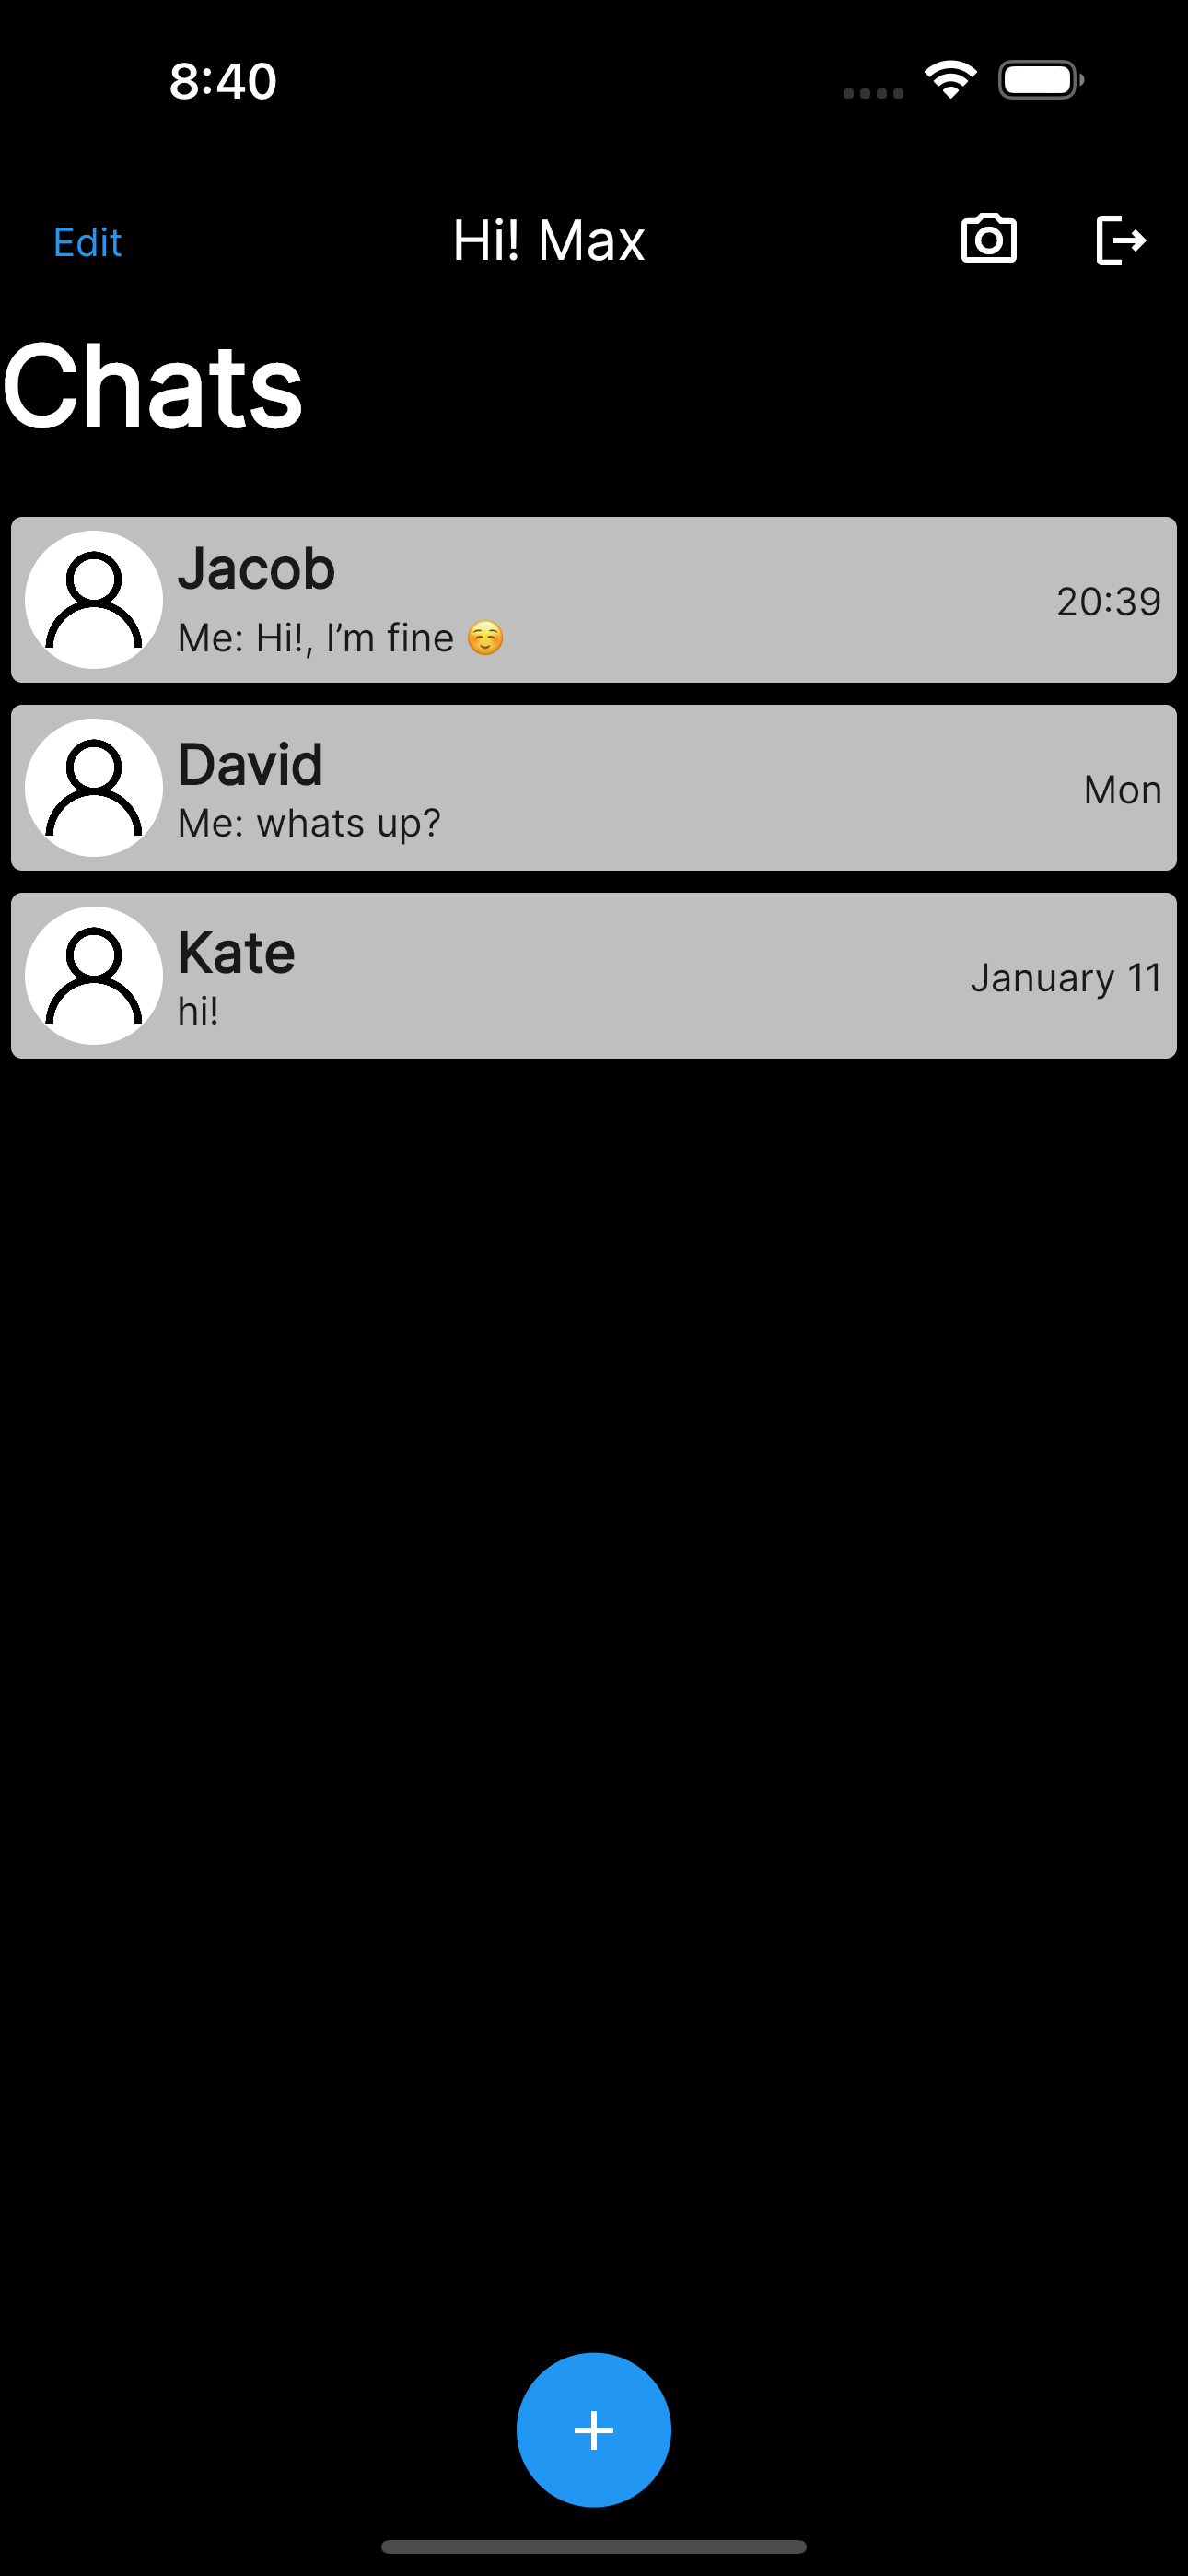 8:40
Edit
Hi! Max
Chats
Jacob
Me: Hi!, I’m fine ☺️
20:39
David
Me: whats up?
Mon
Kate
hi!
January 11
+